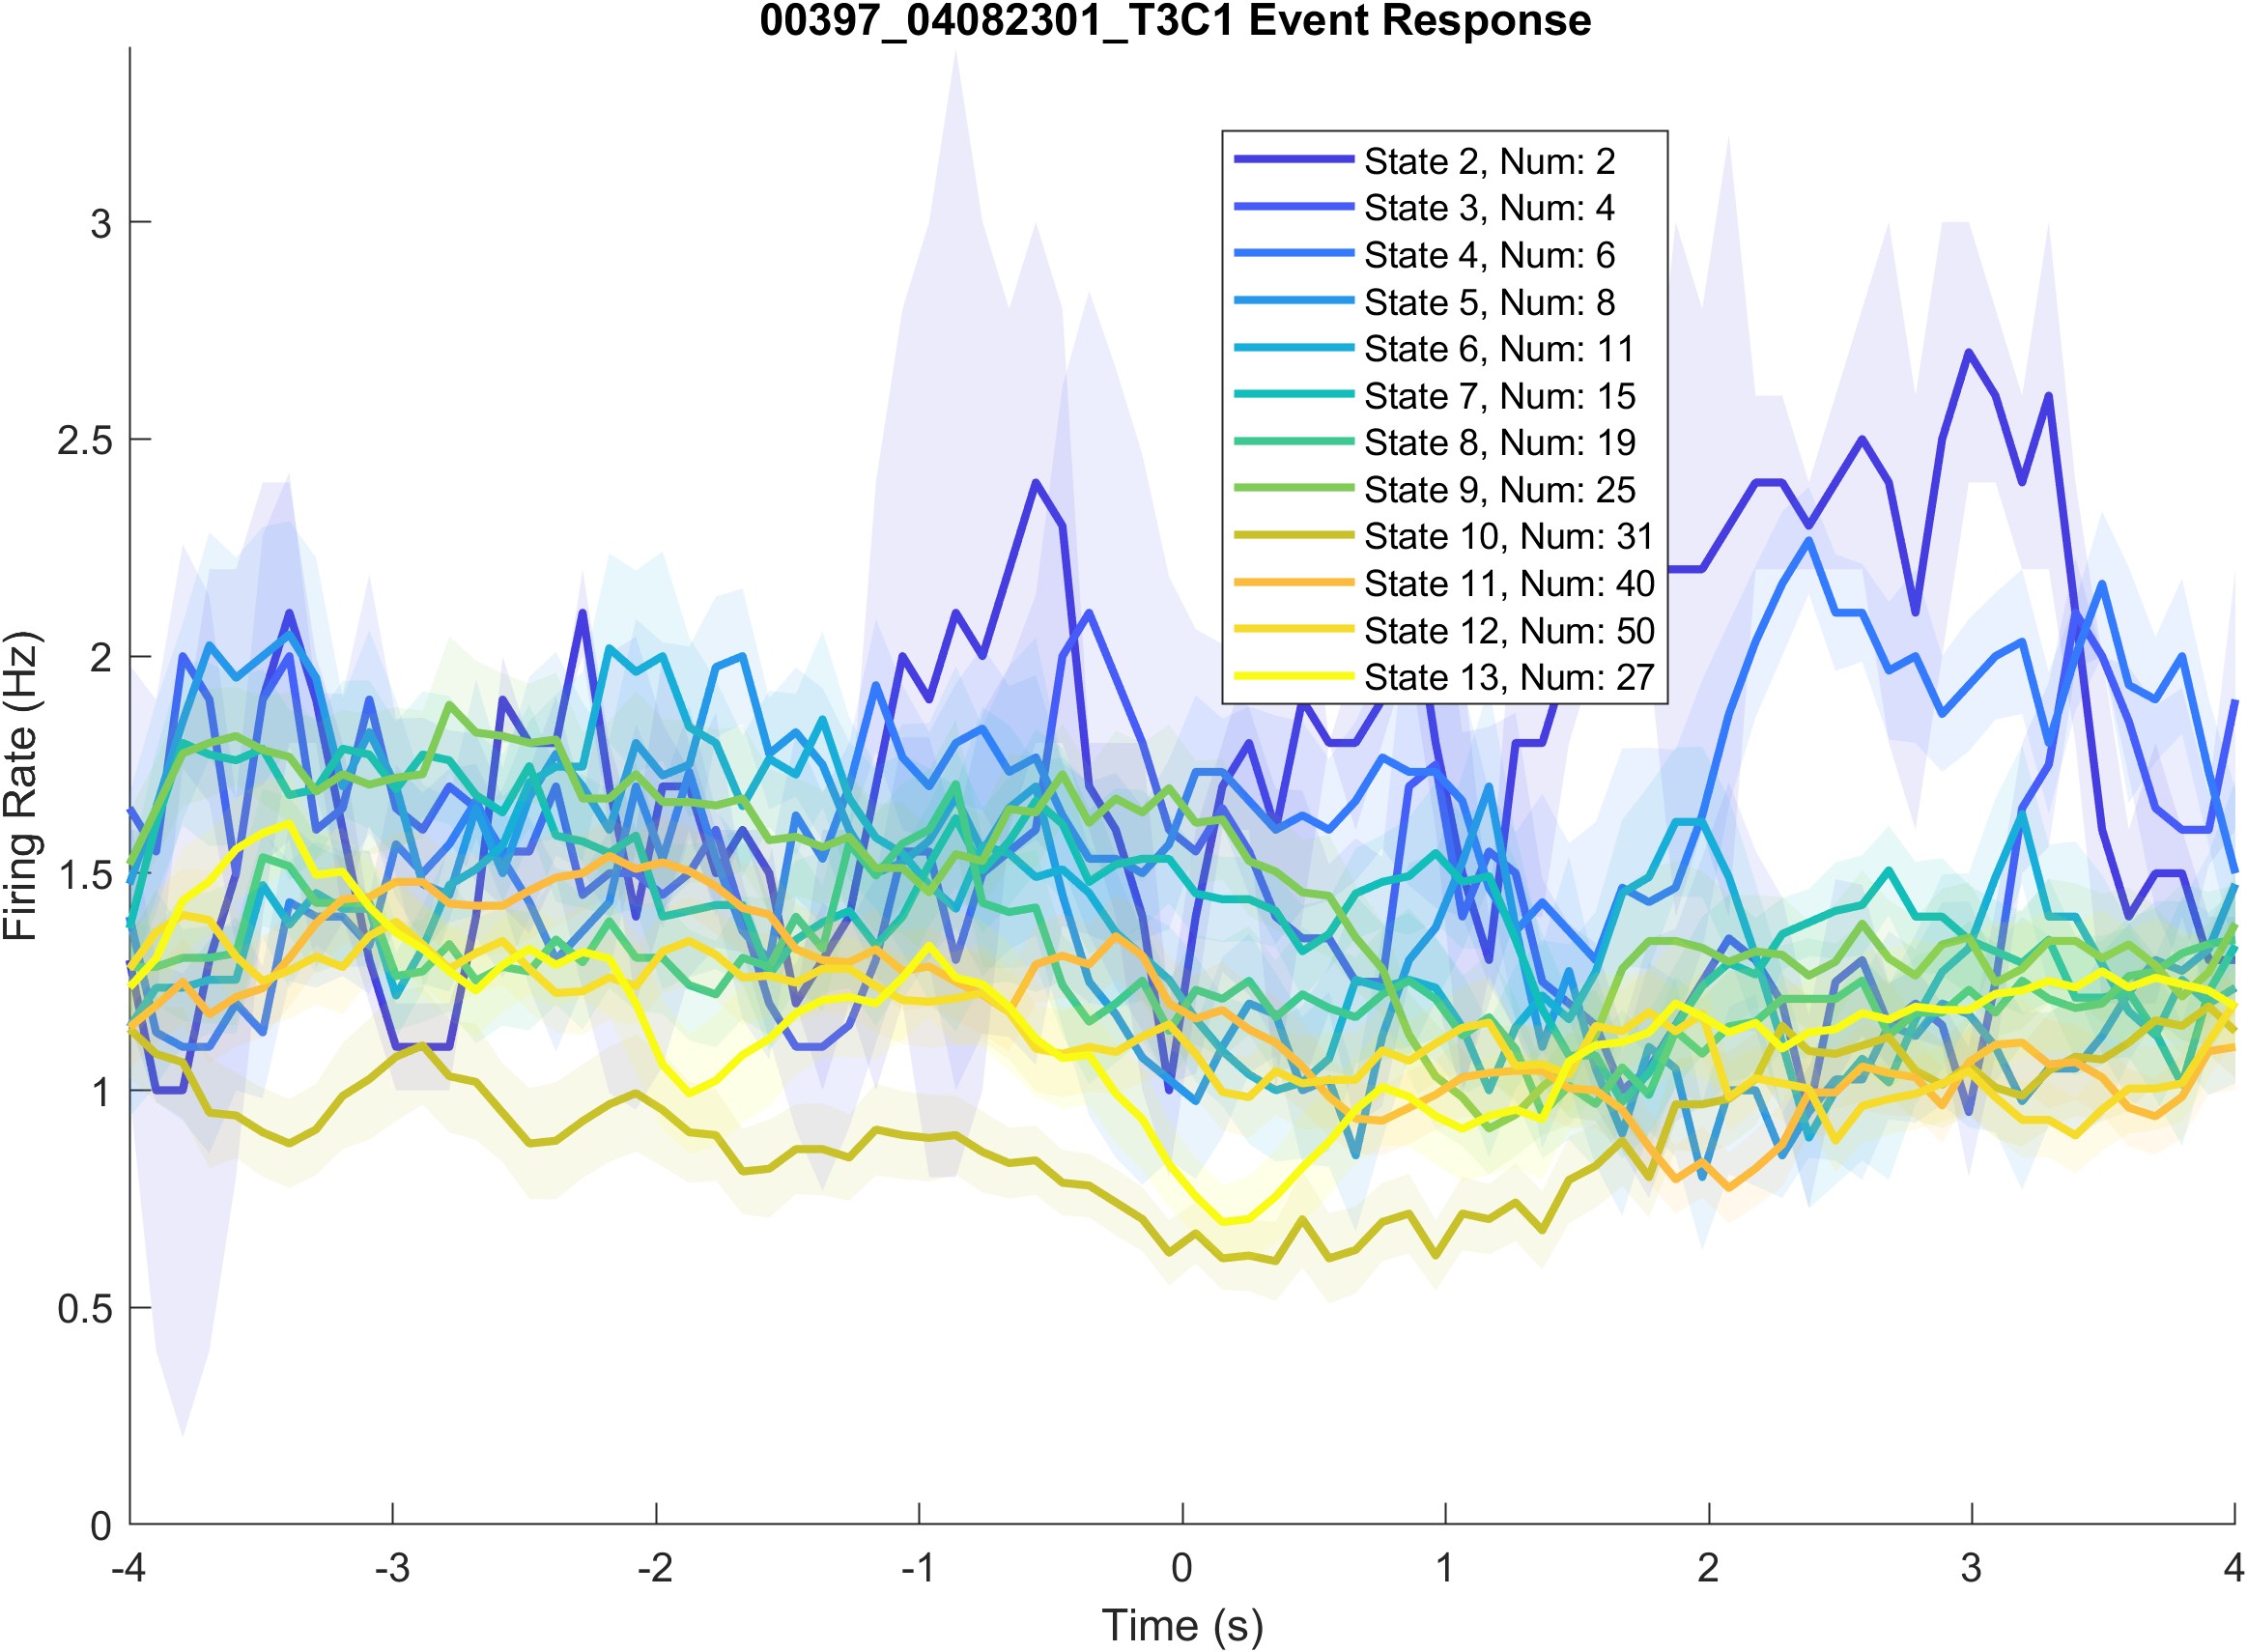 00397_04082301_T3C1 Event Response
State 2, Num: 2
State 3, Num: 4
State 4, Num: 6
State 5, Num: 8
State 6, Num: 11
State 7, Num: 15
State 8, Num: 19
State 9, Num: 25
State 10, Num: 31
State 11, Num: 40
State 12, Num: 50
State 13, Num: 27
Firing Rate (Hz)
3
2.5
2
1.5
1
0.5
0
-4 -3 -2 -1 0 1 2 3 4
Time (s)